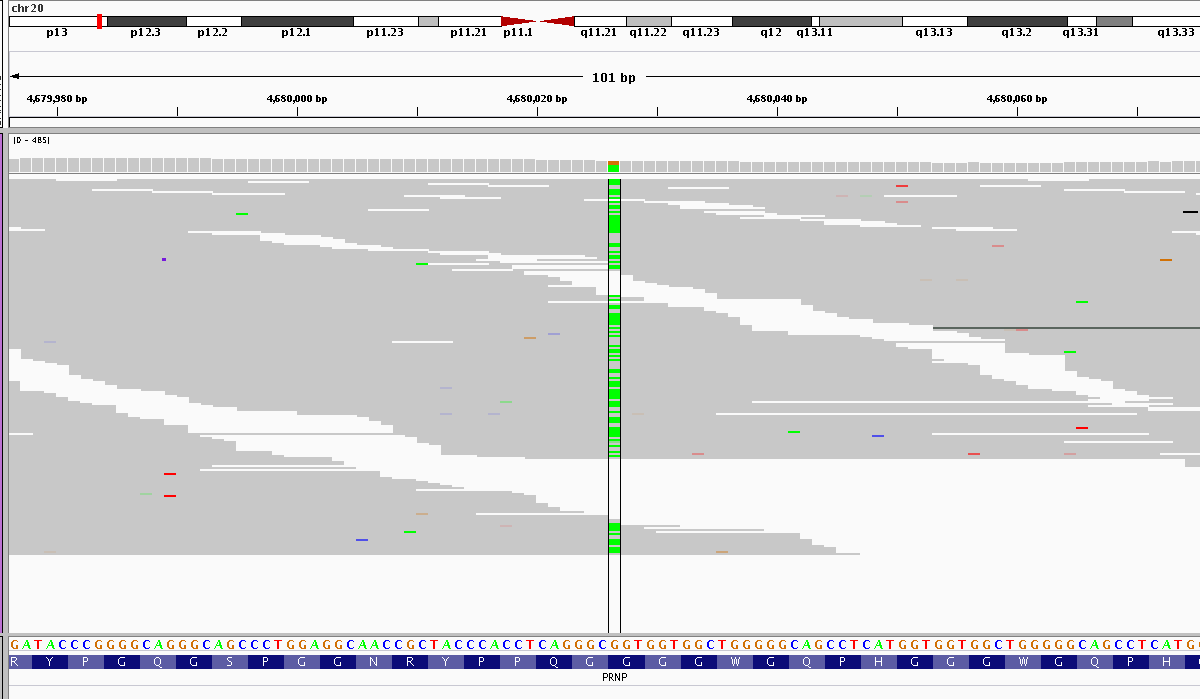 chr20
p13 p12.3 p12.2 p12.1 p11.23 p11.21 p11.1 q11.21 q11.22 q11.23 q12 q13.11 q13.13 q13.2 q13.31 q13.33
101 bp
4,679,980 bp 4,680,000 bp 4,680,020 bp 4,680,040 bp 4,680,060 bp
[0 - 485]
GATACCCGGGGCAGGGCAGCCCTGGAGGCAACCGCTACCCACCTCAGGGCGGTGGTGGCTGGGGGCAGCCTCATGGTGGTGGCTGGGGGCAGCCTCATG
R Y P G Q G S P G G N R Y P P Q G G G G W G Q P H G G G W G Q P H
PRNP